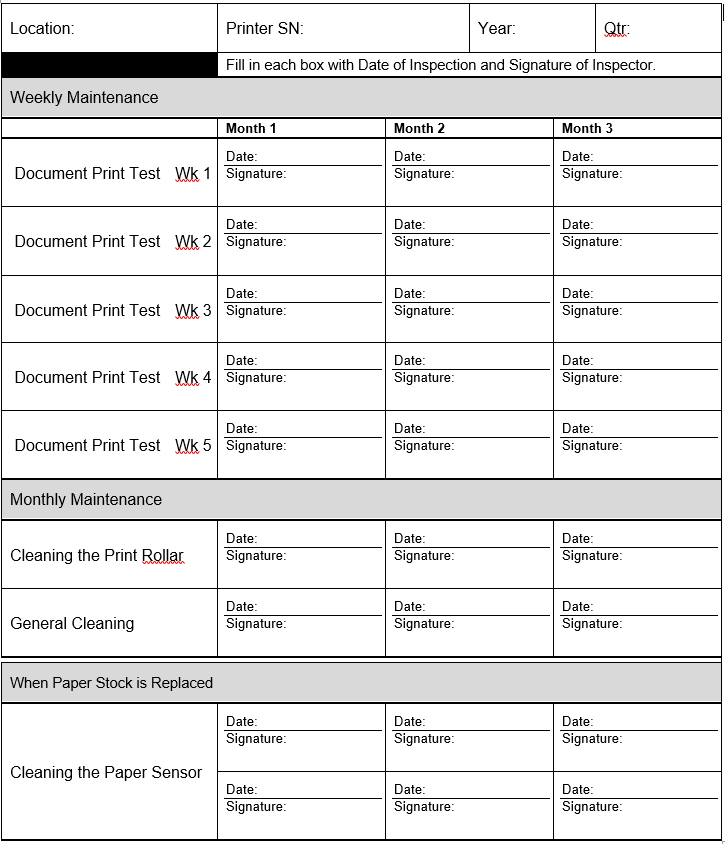 Location: Printer SN: Year: Qtr:
Fill in each box with Date of Inspection and Signature of Inspector.
Weekly Maintenance
Month 1 Month 2 Month 3
Document Print Test Wk 1
Date: Date: Date:
Signature: Signature: Signature:
Document Print Test Wk 2
Date: Date: Date:
Signature: Signature: Signature:
Document Print Test Wk 3
Date: Date: Date:
Signature: Signature: Signature:
Document Print Test Wk 4
Date: Date: Date:
Signature: Signature: Signature:
Document Print Test Wk 5
Date: Date: Date:
Signature: Signature: Signature:
Monthly Maintenance
Cleaning the Print Rollar
Date: Date: Date:
Signature: Signature: Signature:
General Cleaning
Date: Date: Date:
Signature: Signature: Signature:
When Paper Stock is Replaced
Cleaning the Paper Sensor
Date: Date: Date:
Signature: Signature: Signature:
Date: Date: Date:
Signature: Signature: Signature: